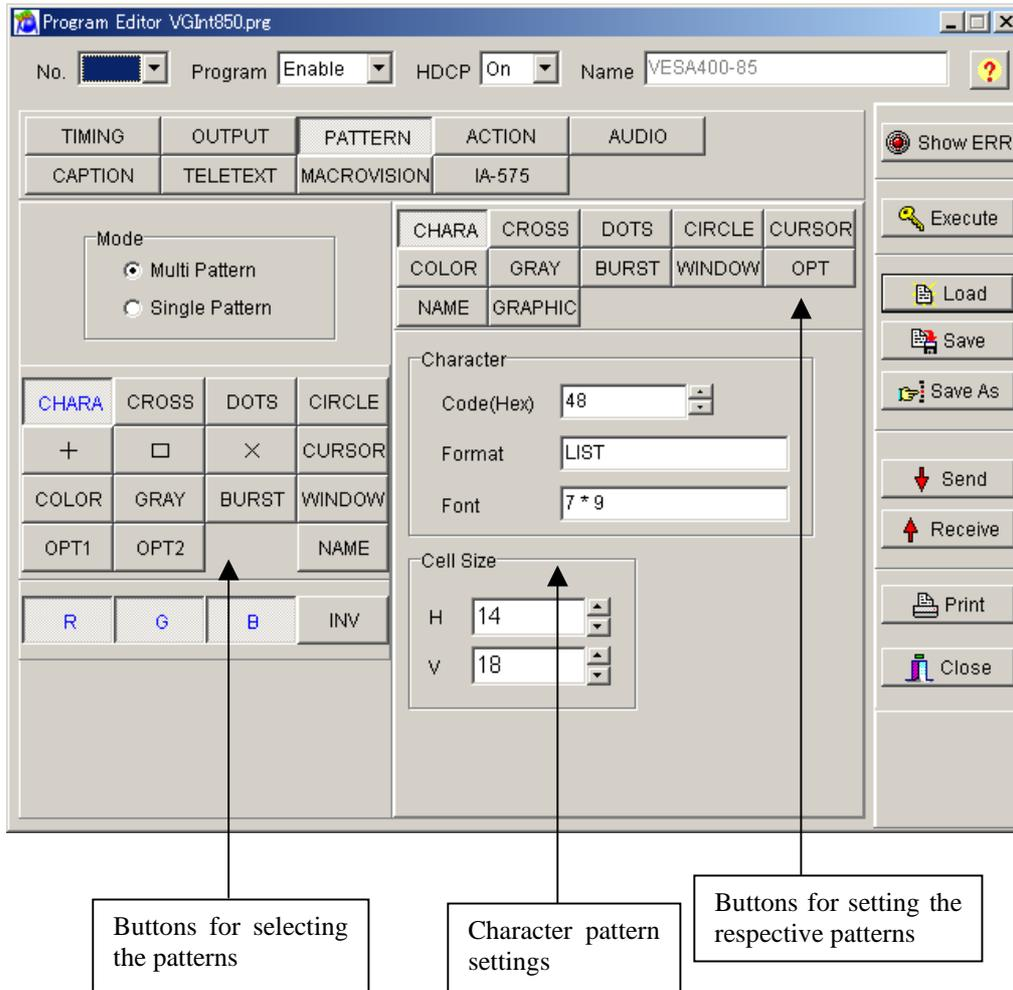 Program Editor VGInt850.prg
No. Program Enable HDCP On Name VESA400-85 ?
TIMING OUTPUT PATTERN ACTION AUDIO
CAPTION TELETEXT MACROVISION IA-575
Mode
Multi Pattern
Single Pattern
CHARA CROSS DOTS CIRCLE
+ □ × CURSOR
COLOR GRAY BURST WINDOW
OPT1 OPT2 NAME
R G B INV
CHARA CROSS DOTS CIRCLE CURSOR
COLOR GRAY BURST WINDOW OPT
NAME GRAPHIC
Character
Code(Hex) 48
Format LIST
Font 7 * 9
Cell Size
H 14
V 18
Show ERR
Execute
Load
Save
Save As
Send
Receive
Print
Close
Buttons for selecting
the patterns
Character pattern
settings
Buttons for setting the
respective patterns